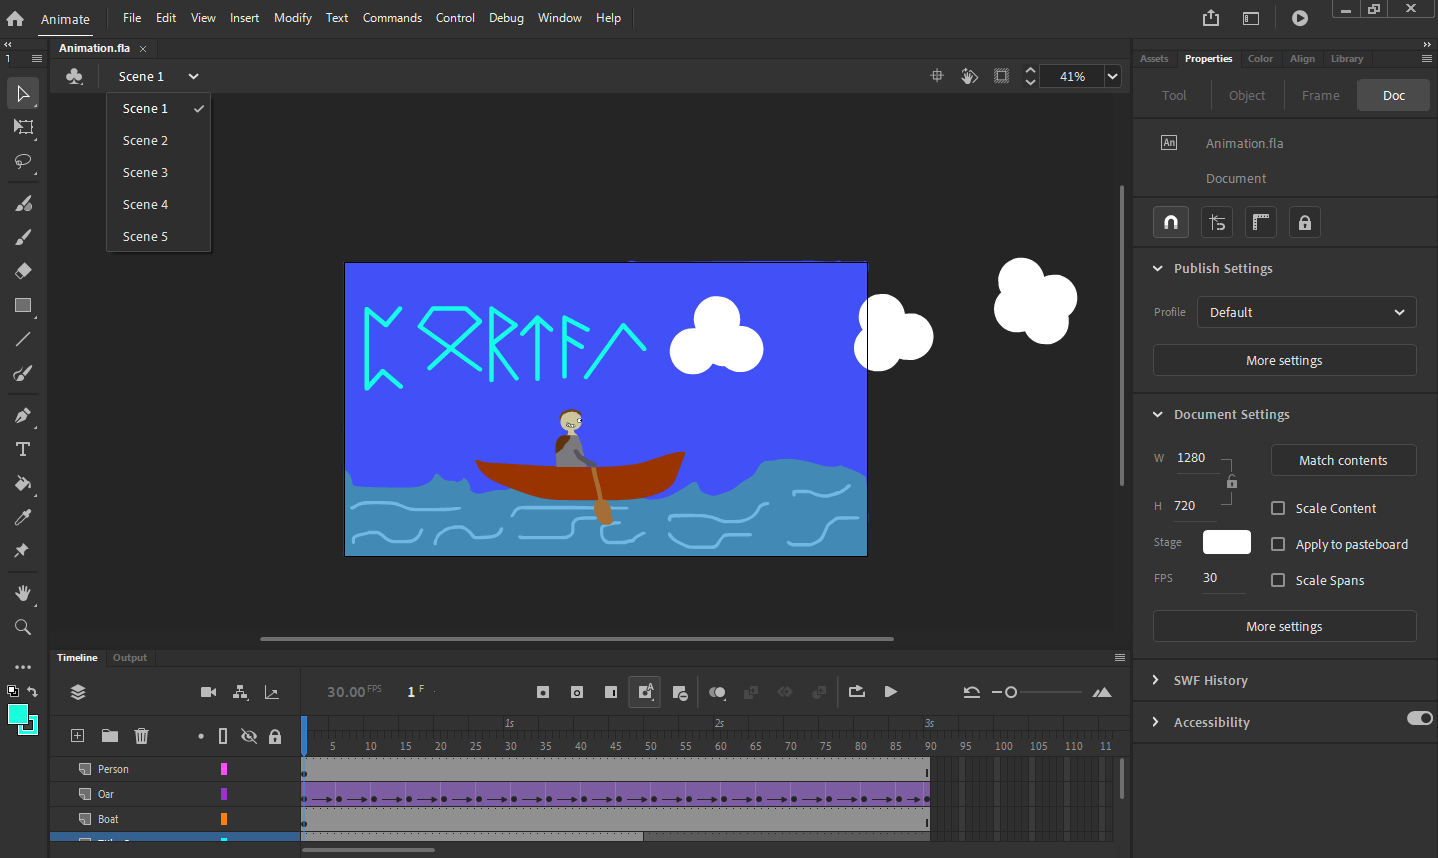 Animate
File Edit View Insert Modify Text Commands Control Debug Window Help
Animation.fla
Assets Properties Color Align Library
Scene 1
41%
Tool Object Frame Doc
Scene 1
Scene 2
Scene 3
Scene 4
Scene 5
An Animation.fla
Document
Publish Settings
Profile Default
More settings
Document Settings
W 1280
Match contents
H 720
Scale Content
Stage
Apply to pasteboard
FPS 30
Scale Spans
More settings
SWF History
Accessibility
Timeline Output
30.00 FPS 1 F
1s 2s 3s
5 10 15 20 25 30 35 40 45 50 55 60 65 70 75 80 85 90 95 100 105 110 11
Person
Oar
Boat